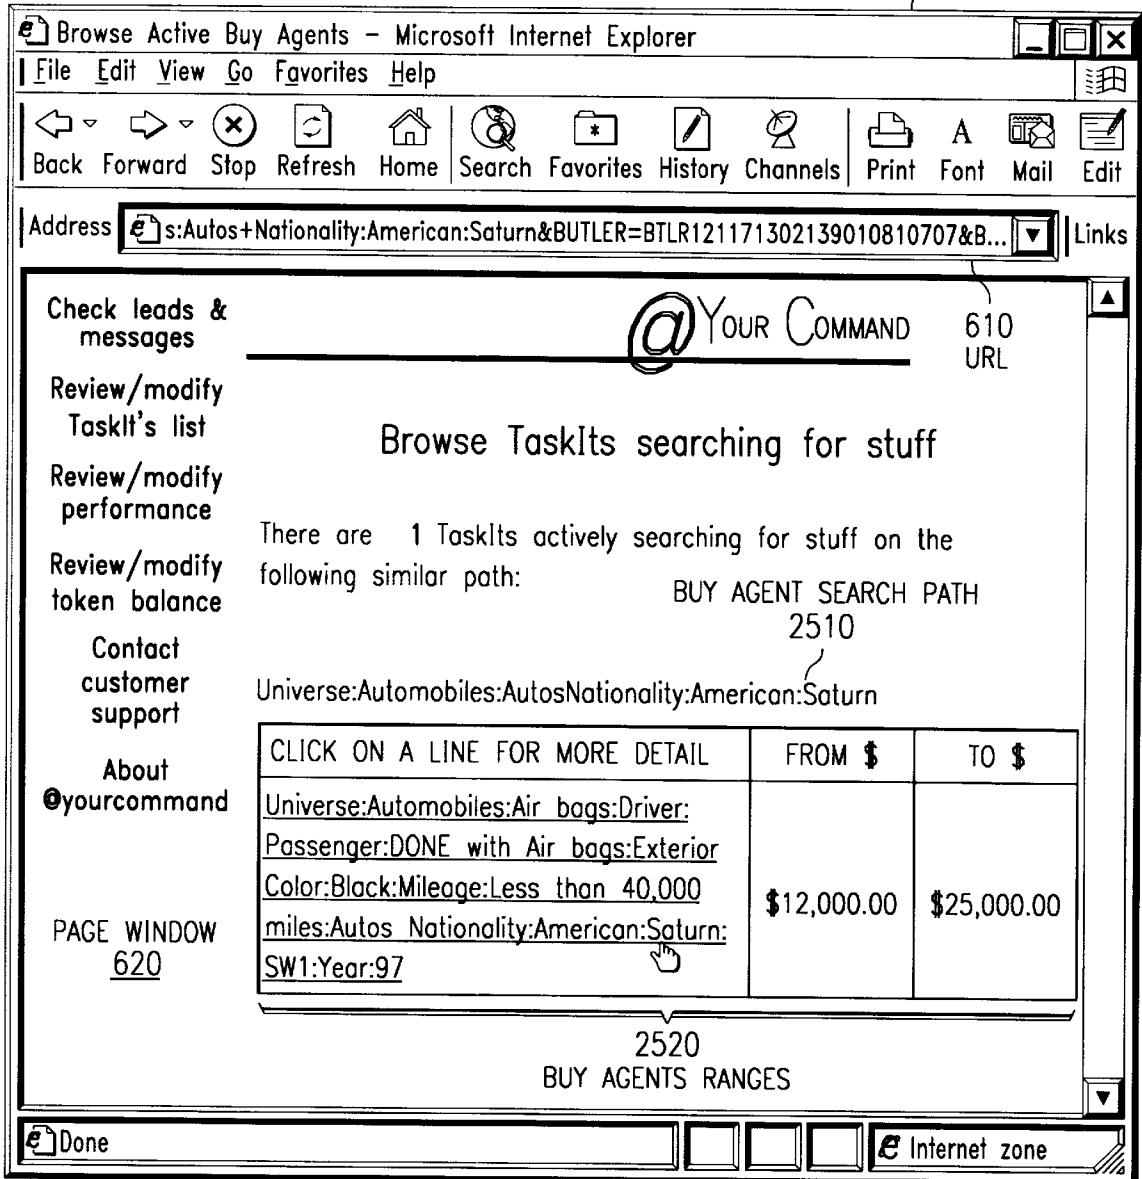 Browse Active Buy Agents – Microsoft Internet Explorer
File Edit View Go Favorites Help
Back Forward Stop Refresh Home Search Favorites History Channels Print Font Mail Edit
Address s:Autos+Nationality:American:Saturn&BUTLER=BTLR121171302139010810707&B... Links
Check leads &
messages
@Your Command
610
URL
Review/modify
TaskIt's list
Browse TaskIts searching for stuff
Review/modify
performance
There are 1 TaskIts actively searching for stuff on the
following similar path:
Review/modify
token balance
BUY AGENT SEARCH PATH
2510
Contact
customer
support
Universe:Automobiles:AutosNationality:American:Saturn
About
@yourcommand
CLICK ON A LINE FOR MORE DETAIL FROM $ TO $
Universe:Automobiles:Air bags:Driver:
Passenger:DONE with Air bags:Exterior
Color:Black:Mileage:Less than 40,000
miles:Autos Nationality:American:Saturn:
SW1:Year:97
$12,000.00 $25,000.00
PAGE WINDOW
620
2520
BUY AGENTS RANGES
Done
Internet zone